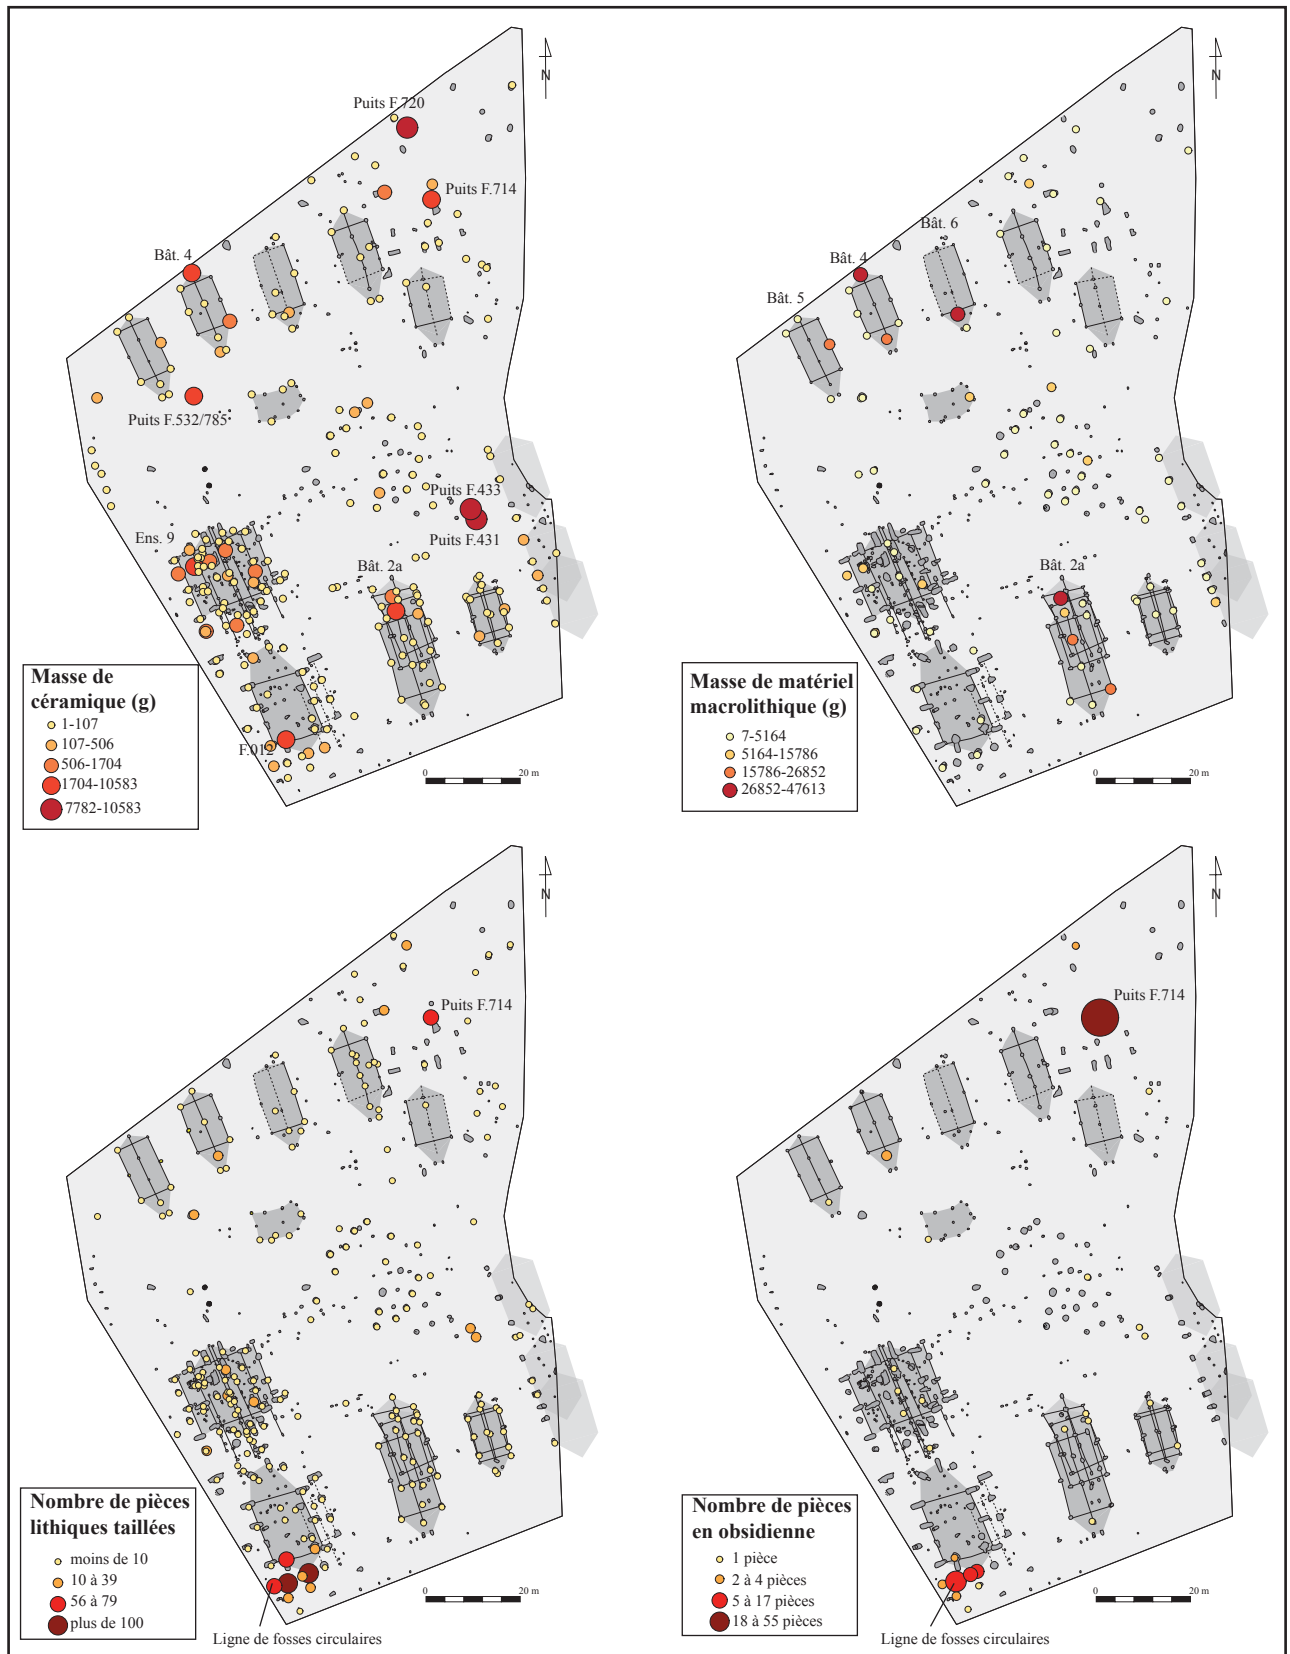 N
Puits F.720
Puits F.714
Bât. 4
Puits F.532/785
Puits F.433
Puits F.431
Ens. 9
Bât. 2a
F.012
Masse de
céramique (g)
1-107
107-506
506-1704
1704-10583
7782-10583
0 20 m
N
Bât. 6
Bât. 4
Bât. 5
Bât. 2a
Masse de matériel
macrolithique (g)
7-5164
5164-15786
15786-26852
26852-47613
0 20 m
N
Puits F.714
Nombre de pièces
lithiques taillées
moins de 10
10 à 39
56 à 79
plus de 100
Ligne de fosses circulaires
0 20 m
N
Puits F.714
Nombre de pièces
en obsidienne
1 pièce
2 à 4 pièces
5 à 17 pièces
18 à 55 pièces
Ligne de fosses circulaires
0 20 m